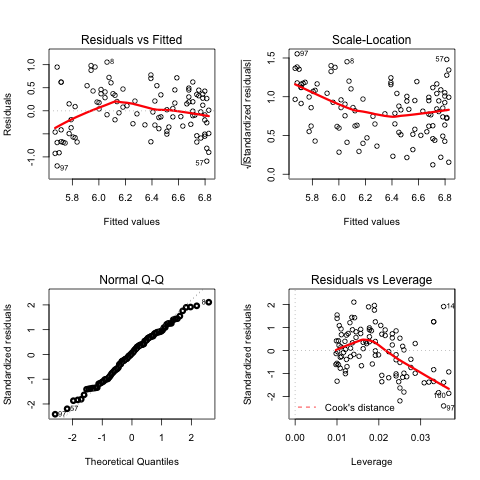 Residuals vs Fitted
Residuals
1.0
0.5
0.0
-1.0
8
97
57
5.8 6.0 6.2 6.4 6.6 6.8
Fitted values
Scale-Location
√|Standardized residuals|
1.5
1.0
0.5
0.0
97
8
57
5.8 6.0 6.2 6.4 6.6 6.8
Fitted values
Normal Q-Q
Standardized residuals
2
1
0
-1
-2
8
57
97
-2 -1 0 1 2
Theoretical Quantiles
Residuals vs Leverage
Standardized residuals
2
1
0
-1
-2
14
100
97
Cook's distance
0.00 0.01 0.02 0.03
Leverage